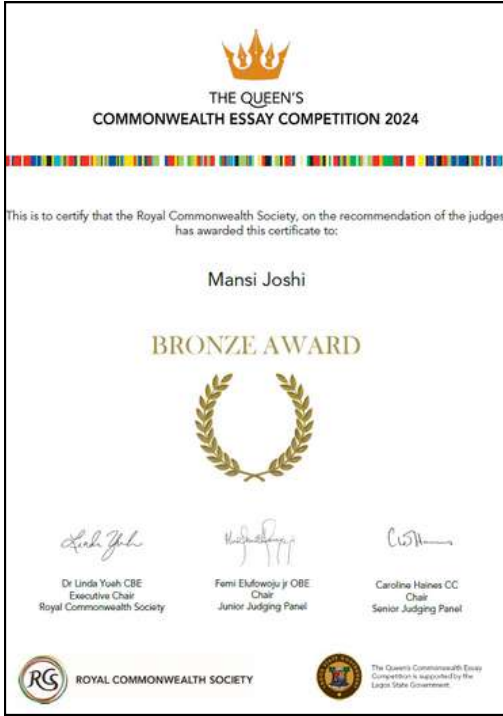 THE QUEEN'S
COMMONWEALTH ESSAY COMPETITION 2024
This is to certify that the Royal Commonwealth Society, on the recommendation of the judges
has awarded this certificate to:
Mansi Joshi
BRONZE AWARD
Dr Linda Yueh CBE
Executive Chair
Royal Commonwealth Society
Femi Elufowoju jr OBE
Chair
Junior Judging Panel
Caroline Haines CC
Chair
Senior Judging Panel
RCS
ROYAL COMMONWEALTH SOCIETY
The Queen's Commonwealth Essay
Competition is supported by the
Lagos State Government.